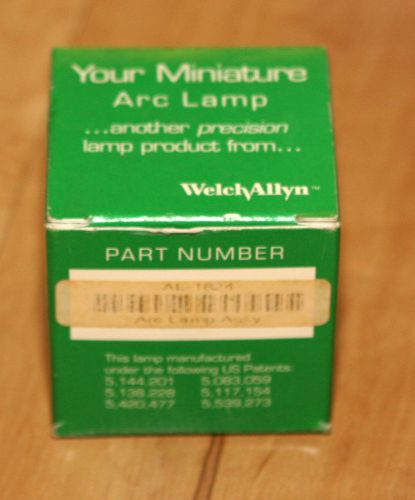 Your Miniature
Arc Lamp
...another precision
lamp product from...
WelchAllyn™
PART NUMBER
AL-1824
Arc Lamp Assy
This lamp manufactured
under the following US Patents:
5,144,201 5,083,059
5,138,228 5,117,154
5,420,477 5,539,273